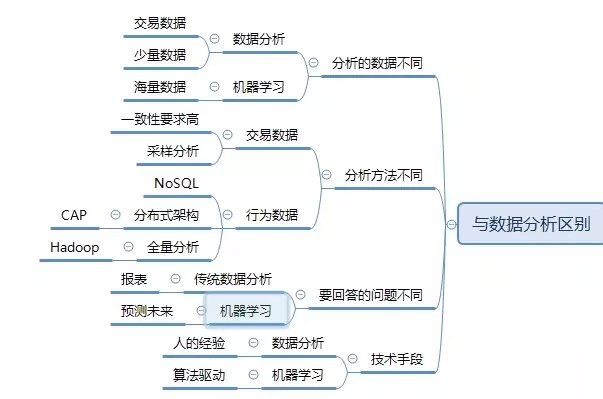 与数据分析区别
分析的数据不同
数据分析
交易数据
少量数据
机器学习
海量数据
分析方法不同
交易数据
一致性要求高
采样分析
行为数据
NoSQL
分布式架构
CAP
全量分析
Hadoop
要回答的问题不同
传统数据分析
报表
机器学习
预测未来
技术手段
数据分析
人的经验
机器学习
算法驱动